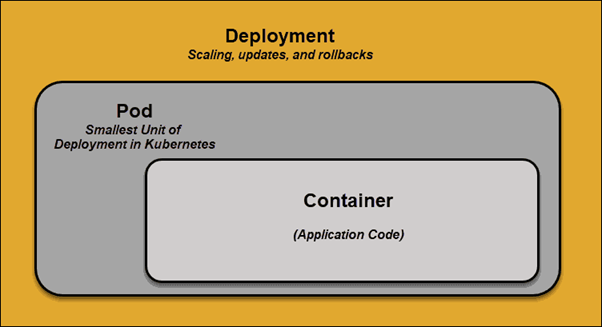 Deployment
Scaling, updates, and rollbacks
Pod
Smallest Unit of
Deployment in Kubernetes
Container
(Application Code)